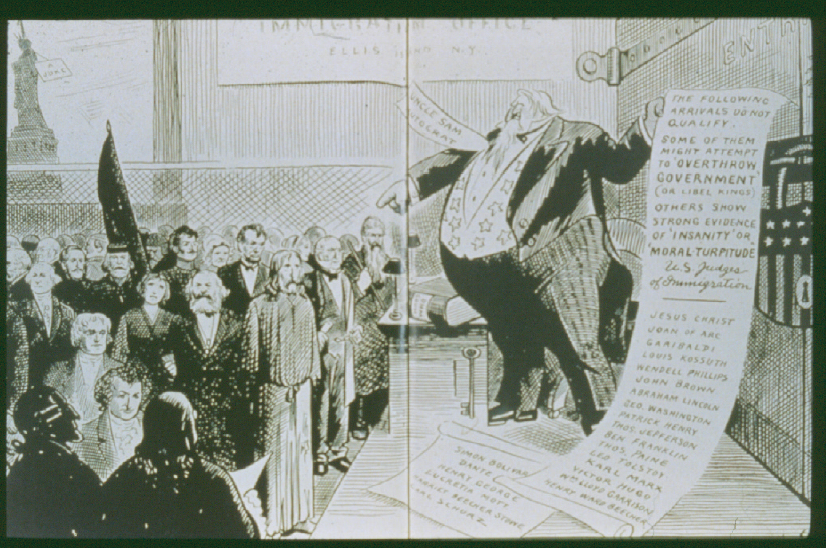 IMMIGRATION OFFICE
ELLIS N.Y.
A JOKE
UNCLE SAM
AUTOCRAT
ENTR
THE FOLLOWING
ARRIVALS DO NOT
QUALIFY.
SOME OF THEM
MIGHT ATTEMPT
TO "OVERTHROW
GOVERNMENT"
(OR LIBEL KINGS)
OTHERS SHOW
STRONG EVIDENCE
OF "INSANITY" OR
"MORAL-TURPITUDE
U.S. Judges
of Immigration
JESUS CHRIST
JOAN OF ARC
GARIBALDI
LOUIS KOSSUTH
WENDELL PHILLIPS
JOHN BROWN
ABRAHAM LINCOLN
GEO. WASHINGTON
PATRICK HENRY
THOS. JEFFERSON
BEN. FRANKLIN
THOS. PAINE
LEO TOLSTOY
KARL MARX
VICTOR HUGO
WM LLOYD GARRISON
HENRY WARD BEECHER
SIMON BOLIVAR
DANTE
HENRY GEORGE
LUCRETIA MOTT
HARRIET BEECHER STOWE
CARL SCHURZ